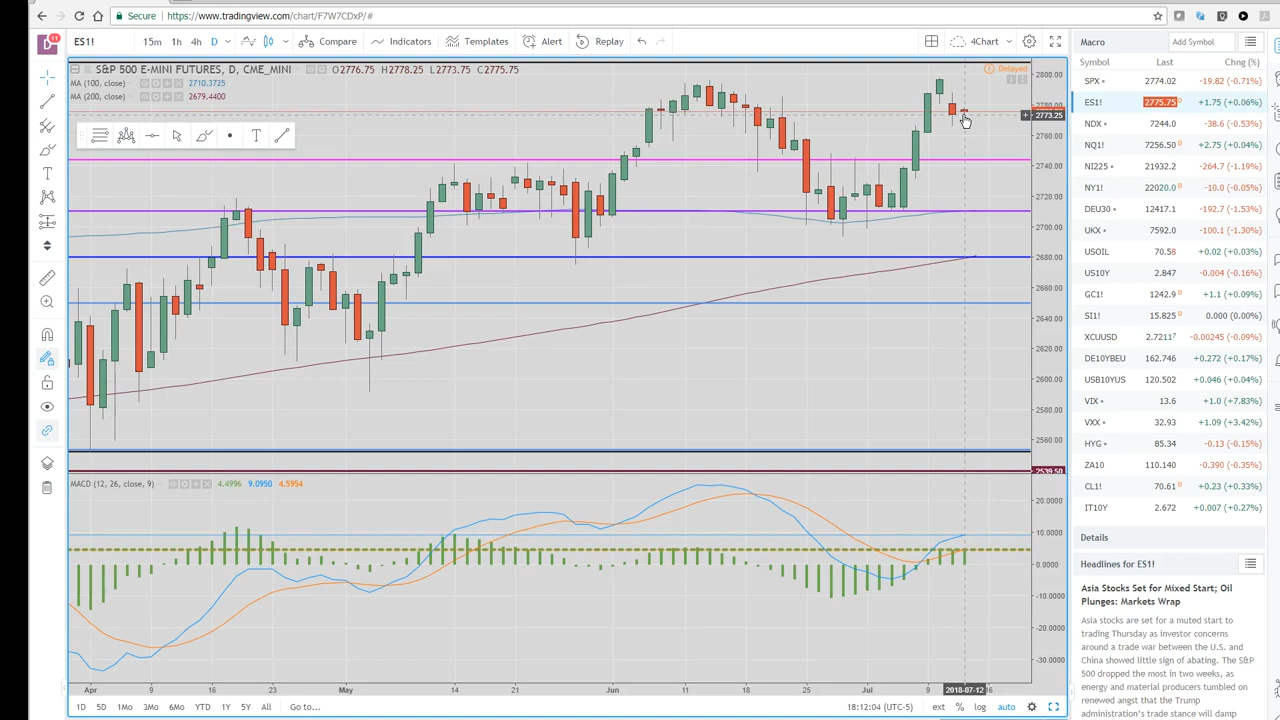 Secure | https://www.tradingview.com/chart/F7W7CDxP/#
D 11 ES1! 15m 1h 4h D Compare Indicators Templates Alert Replay 4Chart
S&P 500 E-MINI FUTURES, D, CME_MINI O2776.75 H2778.25 L2773.75 C2775.75
Delayed
MA (100, close) 2710.3725
MA (200, close) 2679.4400
2800.00
2780.00
2773.25
2760.00
2740.00
2720.00
2700.00
2680.00
2660.00
2640.00
2620.00
2600.00
2580.00
2560.00
2539.50
MACD (12, 26, close, 9) 4.4996 9.0950 4.5954
20.0000
10.0000
0.0000
-10.0000
-20.0000
-30.0000
Apr 9 16 23 May 14 21 Jun 11 18 25 Jul 9 2018-07-12 16
1D 5D 1Mo 3Mo 6Mo YTD 1Y 5Y All Go to... 18:12:04 (UTC-5) ext % log auto
Macro Add Symbol
Symbol Last Chg (%)
SPX 2774.02 -19.82 (-0.71%)
ES1! 2775.75 D +1.75 (+0.06%)
NDX 7244.0 -38.6 (-0.53%)
NQ1! 7256.50 D +2.75 (+0.04%)
NI225 21932.2 -264.7 (-1.19%)
NY1! 22020.0 D -10.0 (-0.05%)
DEU30 12417.1 -192.7 (-1.53%)
UKX 7592.0 -100.1 (-1.30%)
USOIL 70.58 +0.02 (+0.03%)
US10Y 2.847 -0.004 (-0.16%)
GC1! 1242.9 D +1.1 (+0.09%)
SI1! 15.825 D 0.000 (0.00%)
XCUUSD 2.72117 -0.00245 (-0.09%)
DE10YBEU 162.746 +0.272 (+0.17%)
USB10YUS 120.502 +0.046 (+0.04%)
VIX 13.6 +1.0 (+7.83%)
VXX 32.93 +1.09 (+3.42%)
HYG 85.34 -0.13 (-0.15%)
ZA10 110.140 -0.390 (-0.35%)
CL1! 70.61 D +0.23 (+0.33%)
IT10Y 2.672 +0.007 (+0.27%)
Details
Headlines for ES1!
Asia Stocks Set for Mixed Start; Oil
Plunges: Markets Wrap
Asia stocks are set for a muted start to
trading Thursday as investor concerns
around a trade war between the U.S. and
China showed little sign of abating. The S&P
500 dropped the most in two weeks, as
energy and material producers tumbled on
renewed angst that the Trump
administration's trade stance will damp